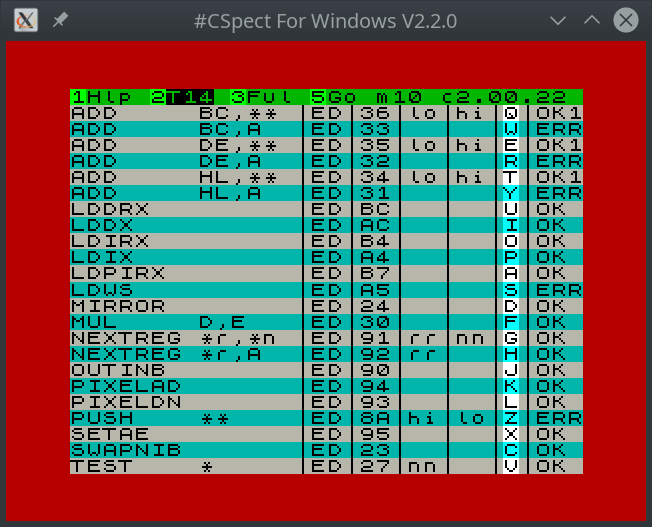 #CSpect For Windows V2.2.0
1Hlp 2T14 3Ful 5Go m10 c2.00.22
ADD BC,** ED 36 lo hi Q OK1
ADD BC,A ED 33 W ERR
ADD DE,** ED 35 lo hi E OK1
ADD DE,A ED 32 R ERR
ADD HL,** ED 34 lo hi T OK1
ADD HL,A ED 31 Y ERR
LDDRX ED BC U OK
LDDX ED AC I OK
LDIRX ED B4 O OK
LDIX ED A4 P OK
LDPIRX ED B7 A OK
LDWS ED A5 S ERR
MIRROR ED 24 D OK
MUL D,E ED 30 F OK
NEXTREG *r,*n ED 91 rr nn G OK
NEXTREG *r,A ED 92 rr H OK
OUTINB ED 90 J OK
PIXELAD ED 94 K OK
PIXELDN ED 93 L OK
PUSH ** ED 8A hi lo Z ERR
SETAE ED 95 X OK
SWAPNIB ED 23 C OK
TEST * ED 27 nn V OK